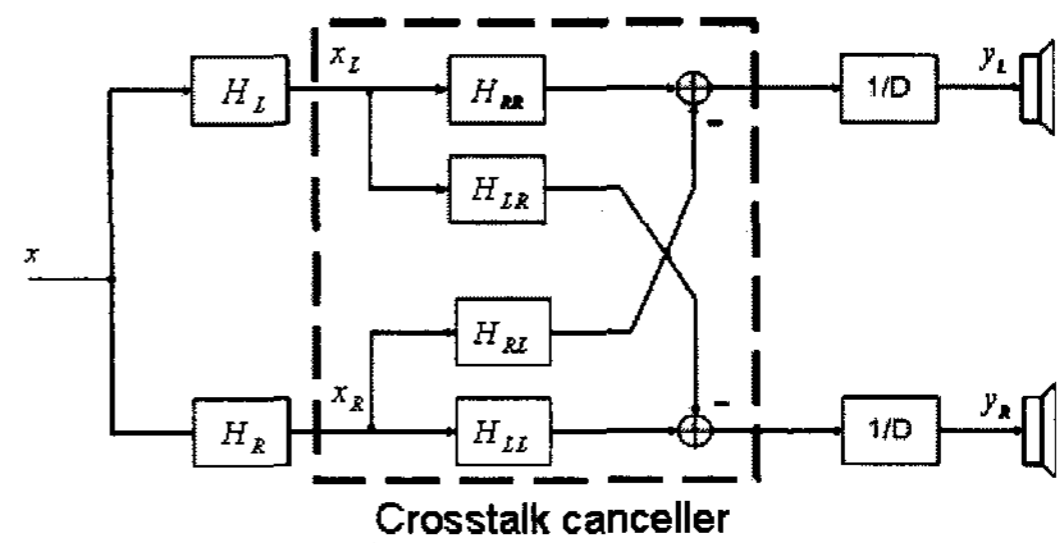 x_L
H_L
H_RR
1/D
y_L
-
H_LR
x
H_RL
x_R
-
y_R
H_R
H_LL
1/D
Crosstalk canceller